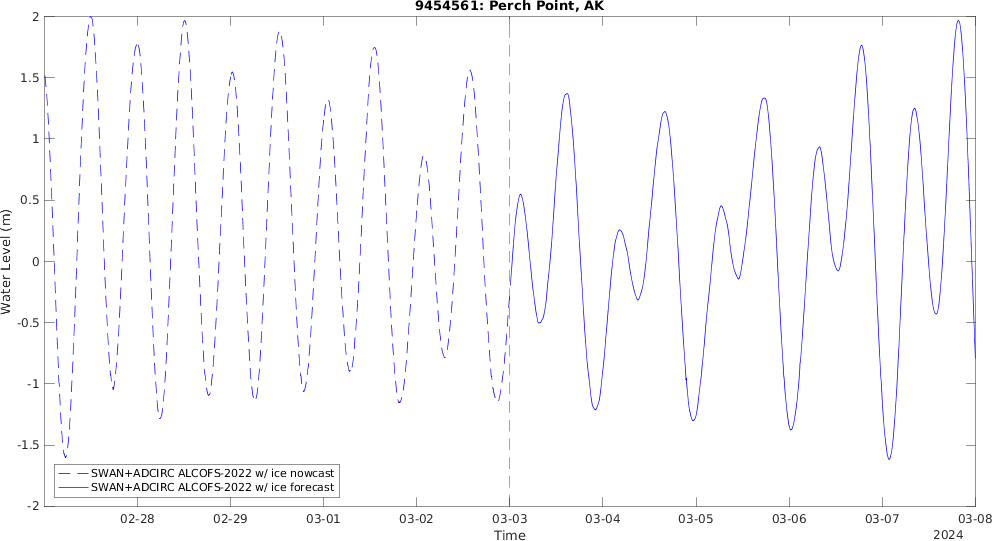 9454561: Perch Point, AK
Water Level (m)
2
1.5
1
0.5
0
-0.5
-1
-1.5
-2
SWAN+ADCIRC ALCOFS-2022 w/ ice nowcast
SWAN+ADCIRC ALCOFS-2022 w/ ice forecast
02-28 02-29 03-01 03-02 03-03 03-04 03-05 03-06 03-07 03-08
Time
2024